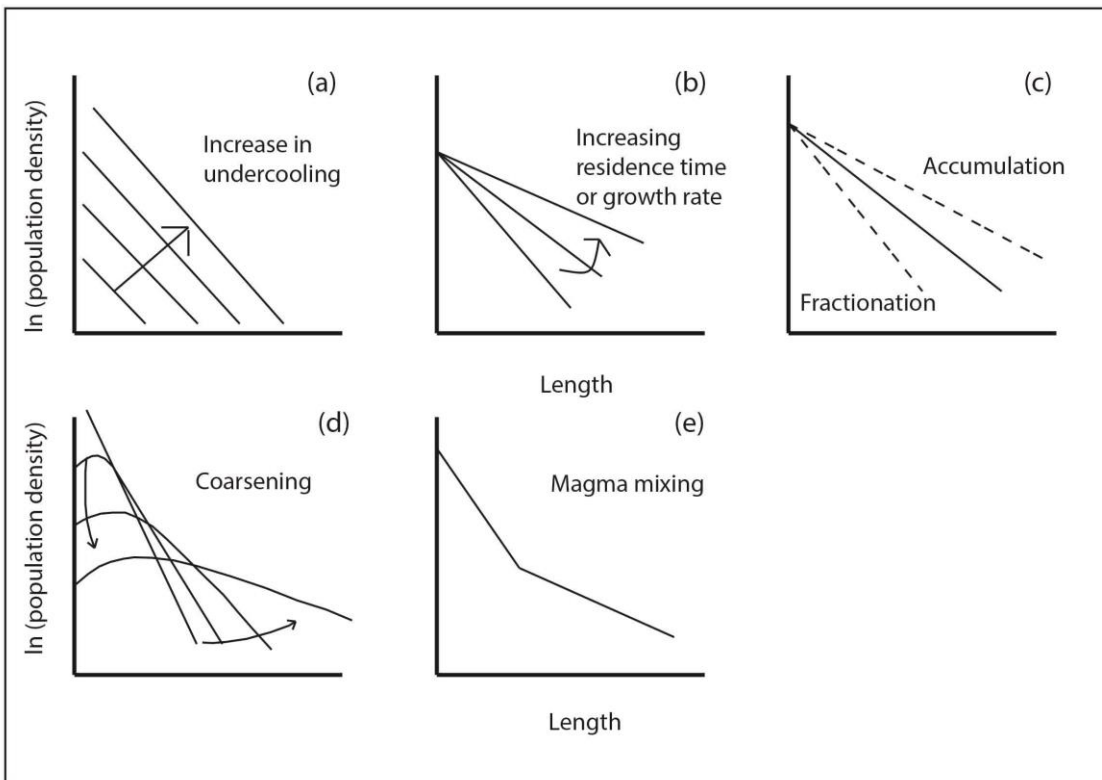 (a)
ln (population density)
Increase in
undercooling
(b)
Increasing
residence time
or growth rate
(c)
Accumulation
Fractionation
Length
(d)
ln (population density)
Coarsening
(e)
Magma mixing
Length